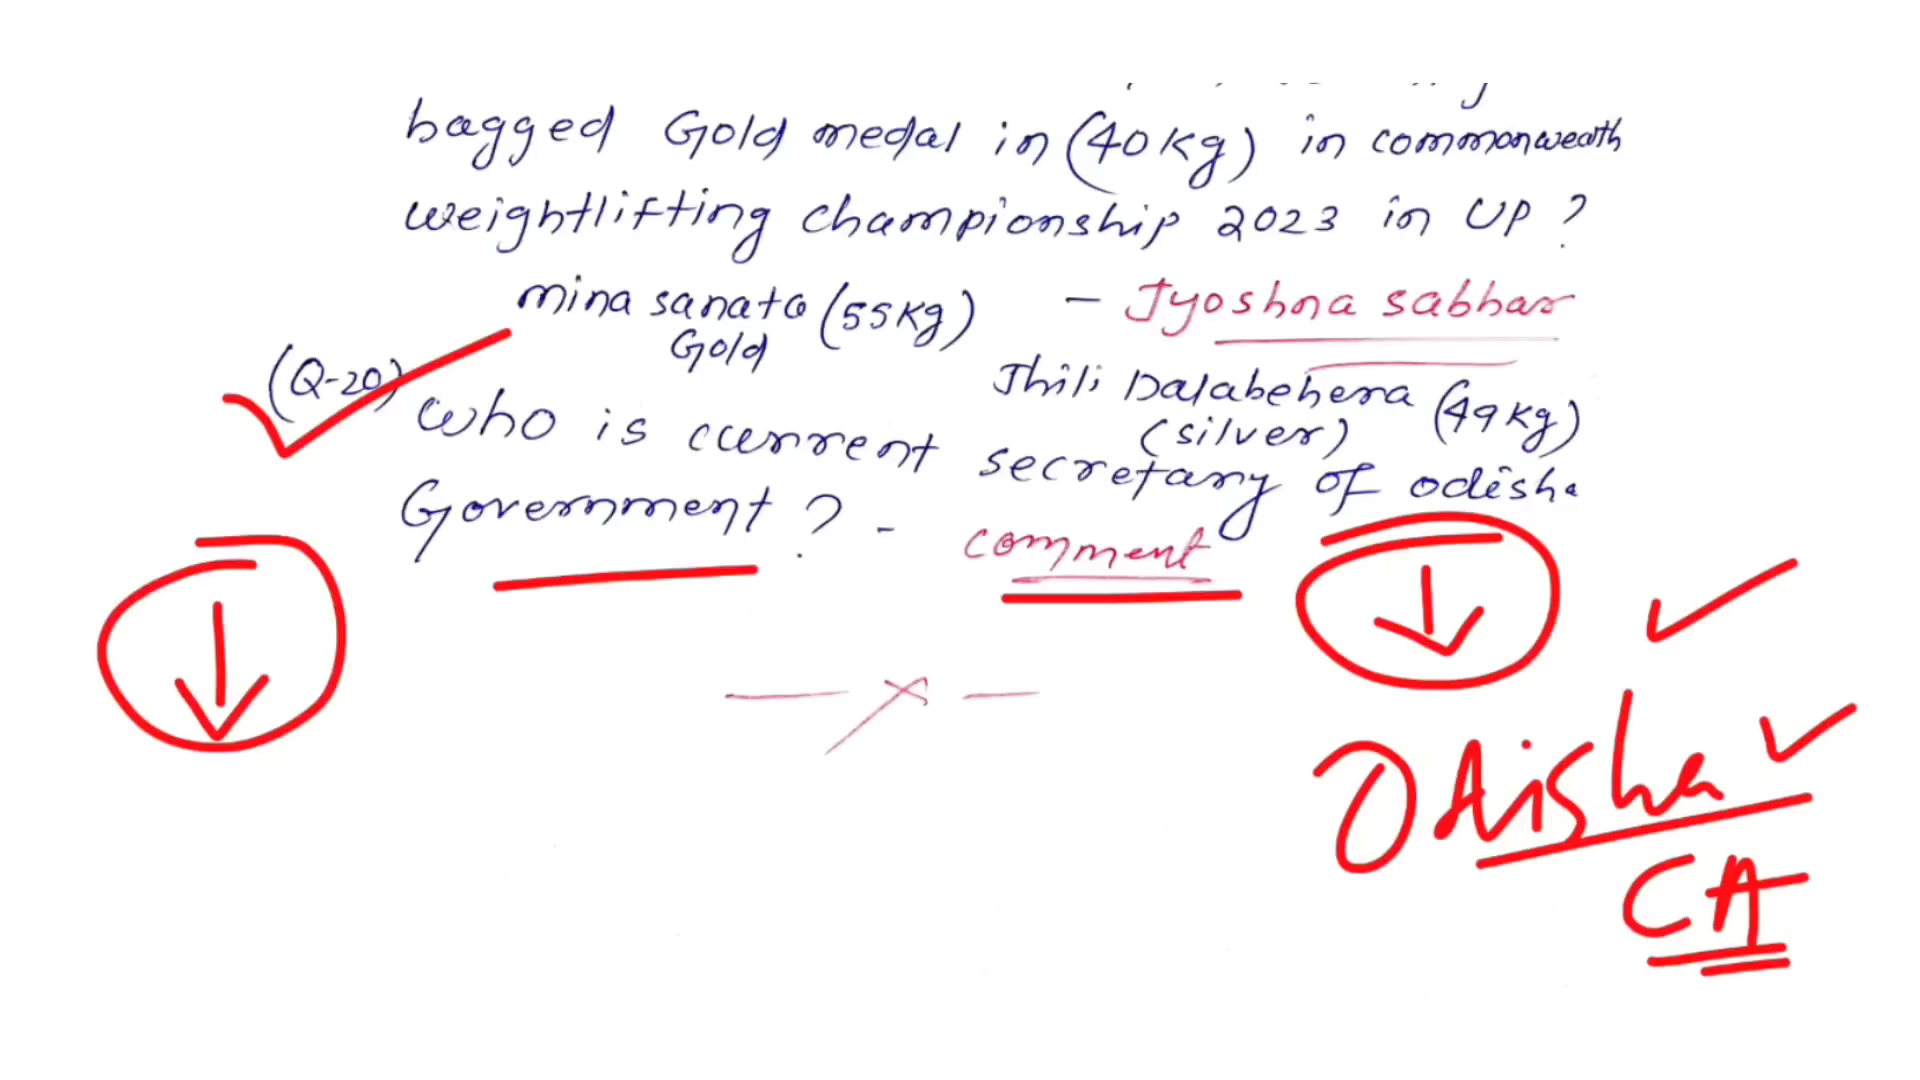 bagged Gold medal in (40Kg) in commonwealth
weightlifting championship 2023 in UP ?
mina sanata (55Kg) - Jyoshna sabhar
Gold
Jhili Dalabehera (49Kg)
(silver)
(Q-20) who is current secretary of odisha
Government ? - comment
Odisha
CA